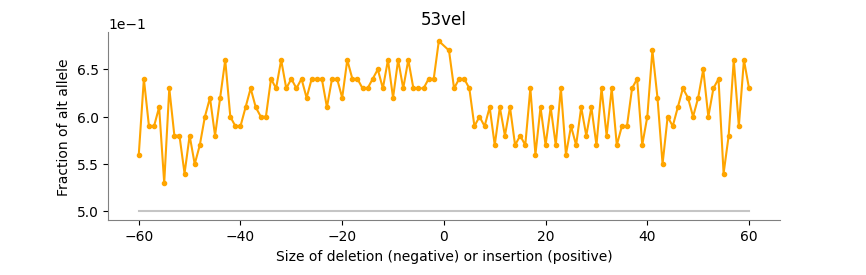 53vel
1e−1
Fraction of alt allele
6.5
6.0
5.5
5.0
−60 −40 −20 0 20 40 60
Size of deletion (negative) or insertion (positive)